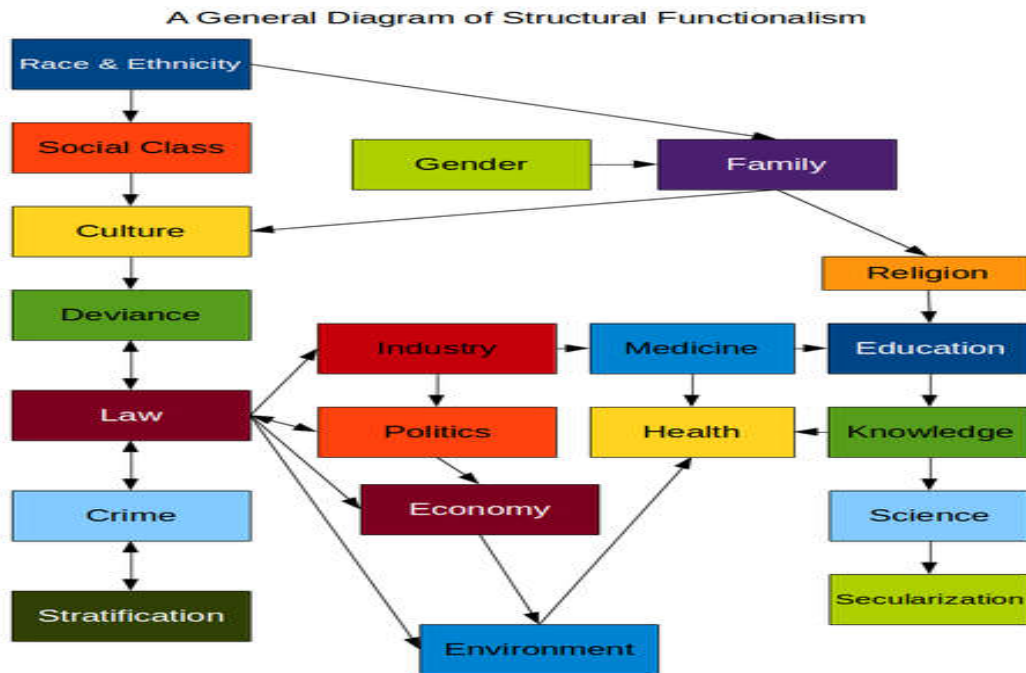 A General Diagram of Structural Functionalism
Race & Ethnicity
Social Class
Gender
Family
Culture
Religion
Deviance
Industry
Medicine
Education
Law
Politics
Health
Knowledge
Economy
Crime
Science
Stratification
Secularization
Environment